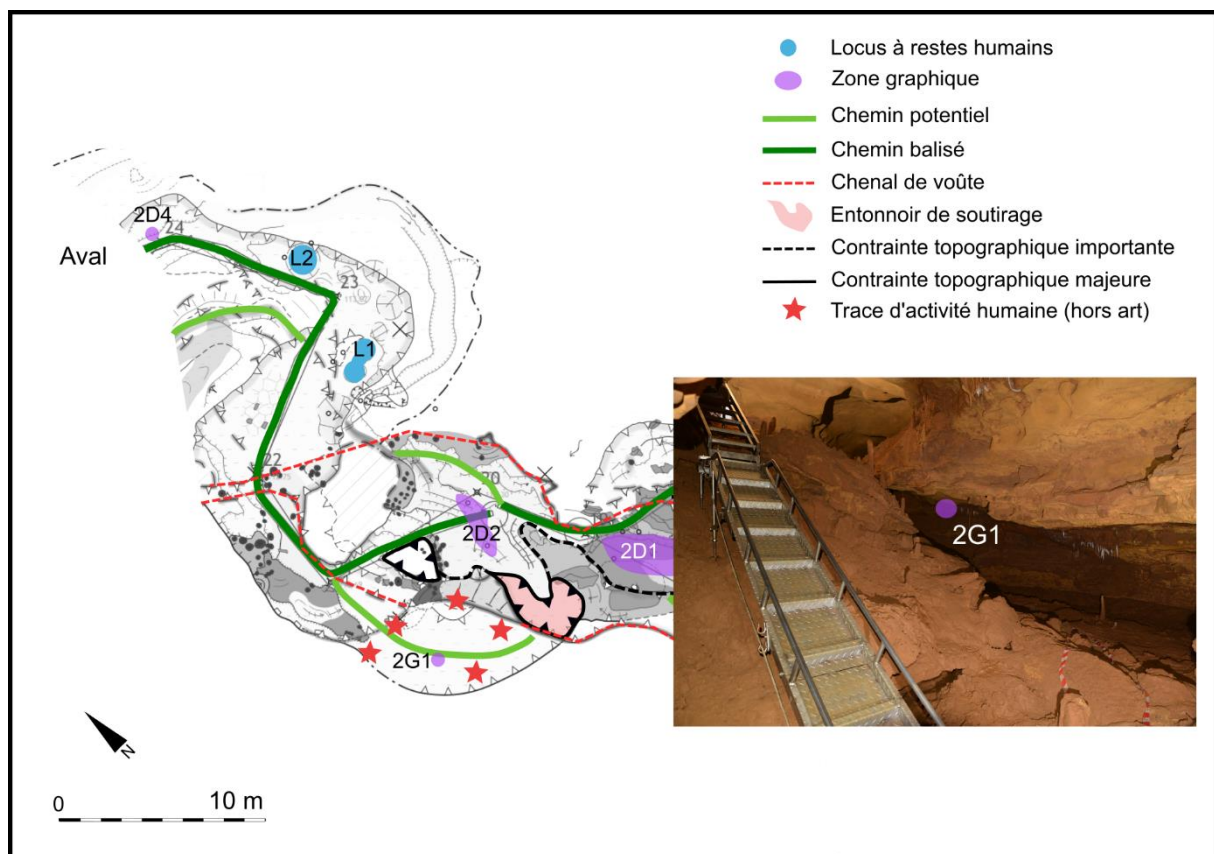 Locus à restes humains
Zone graphique
Chemin potentiel
Chemin balisé
Chenal de voûte
Entonnoir de soutirage
Contrainte topographique importante
Contrainte topographique majeure
Trace d'activité humaine (hors art)
2D4
24
Aval
L2
23
L1
22
20
2D2
2D1
19
2G1
2G1
N
0 10 m